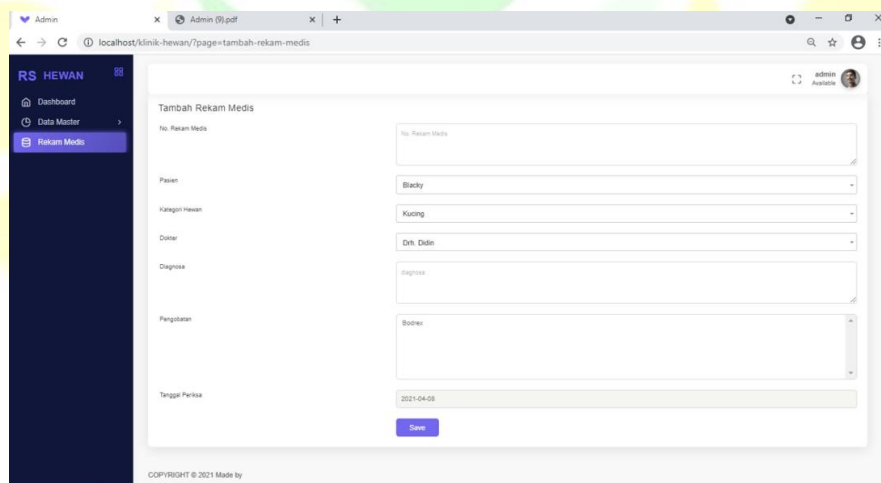 Admin
Admin (9).pdf
localhost/klinik-hewan/?page=tambah-rekam-medis
RS HEWAN
admin
Available
Dashboard
Data Master
Rekam Medis
Tambah Rekam Medis
No. Rekam Medis
No. Rekam Medis
Pasien
Blacky
Kategori Hewan
Kucing
Dokter
Drh. Didin
Diagnosa
diagnosa
Pengobatan
Bodrex
Tanggal Periksa
2021-04-08
Save
COPYRIGHT © 2021 Made by